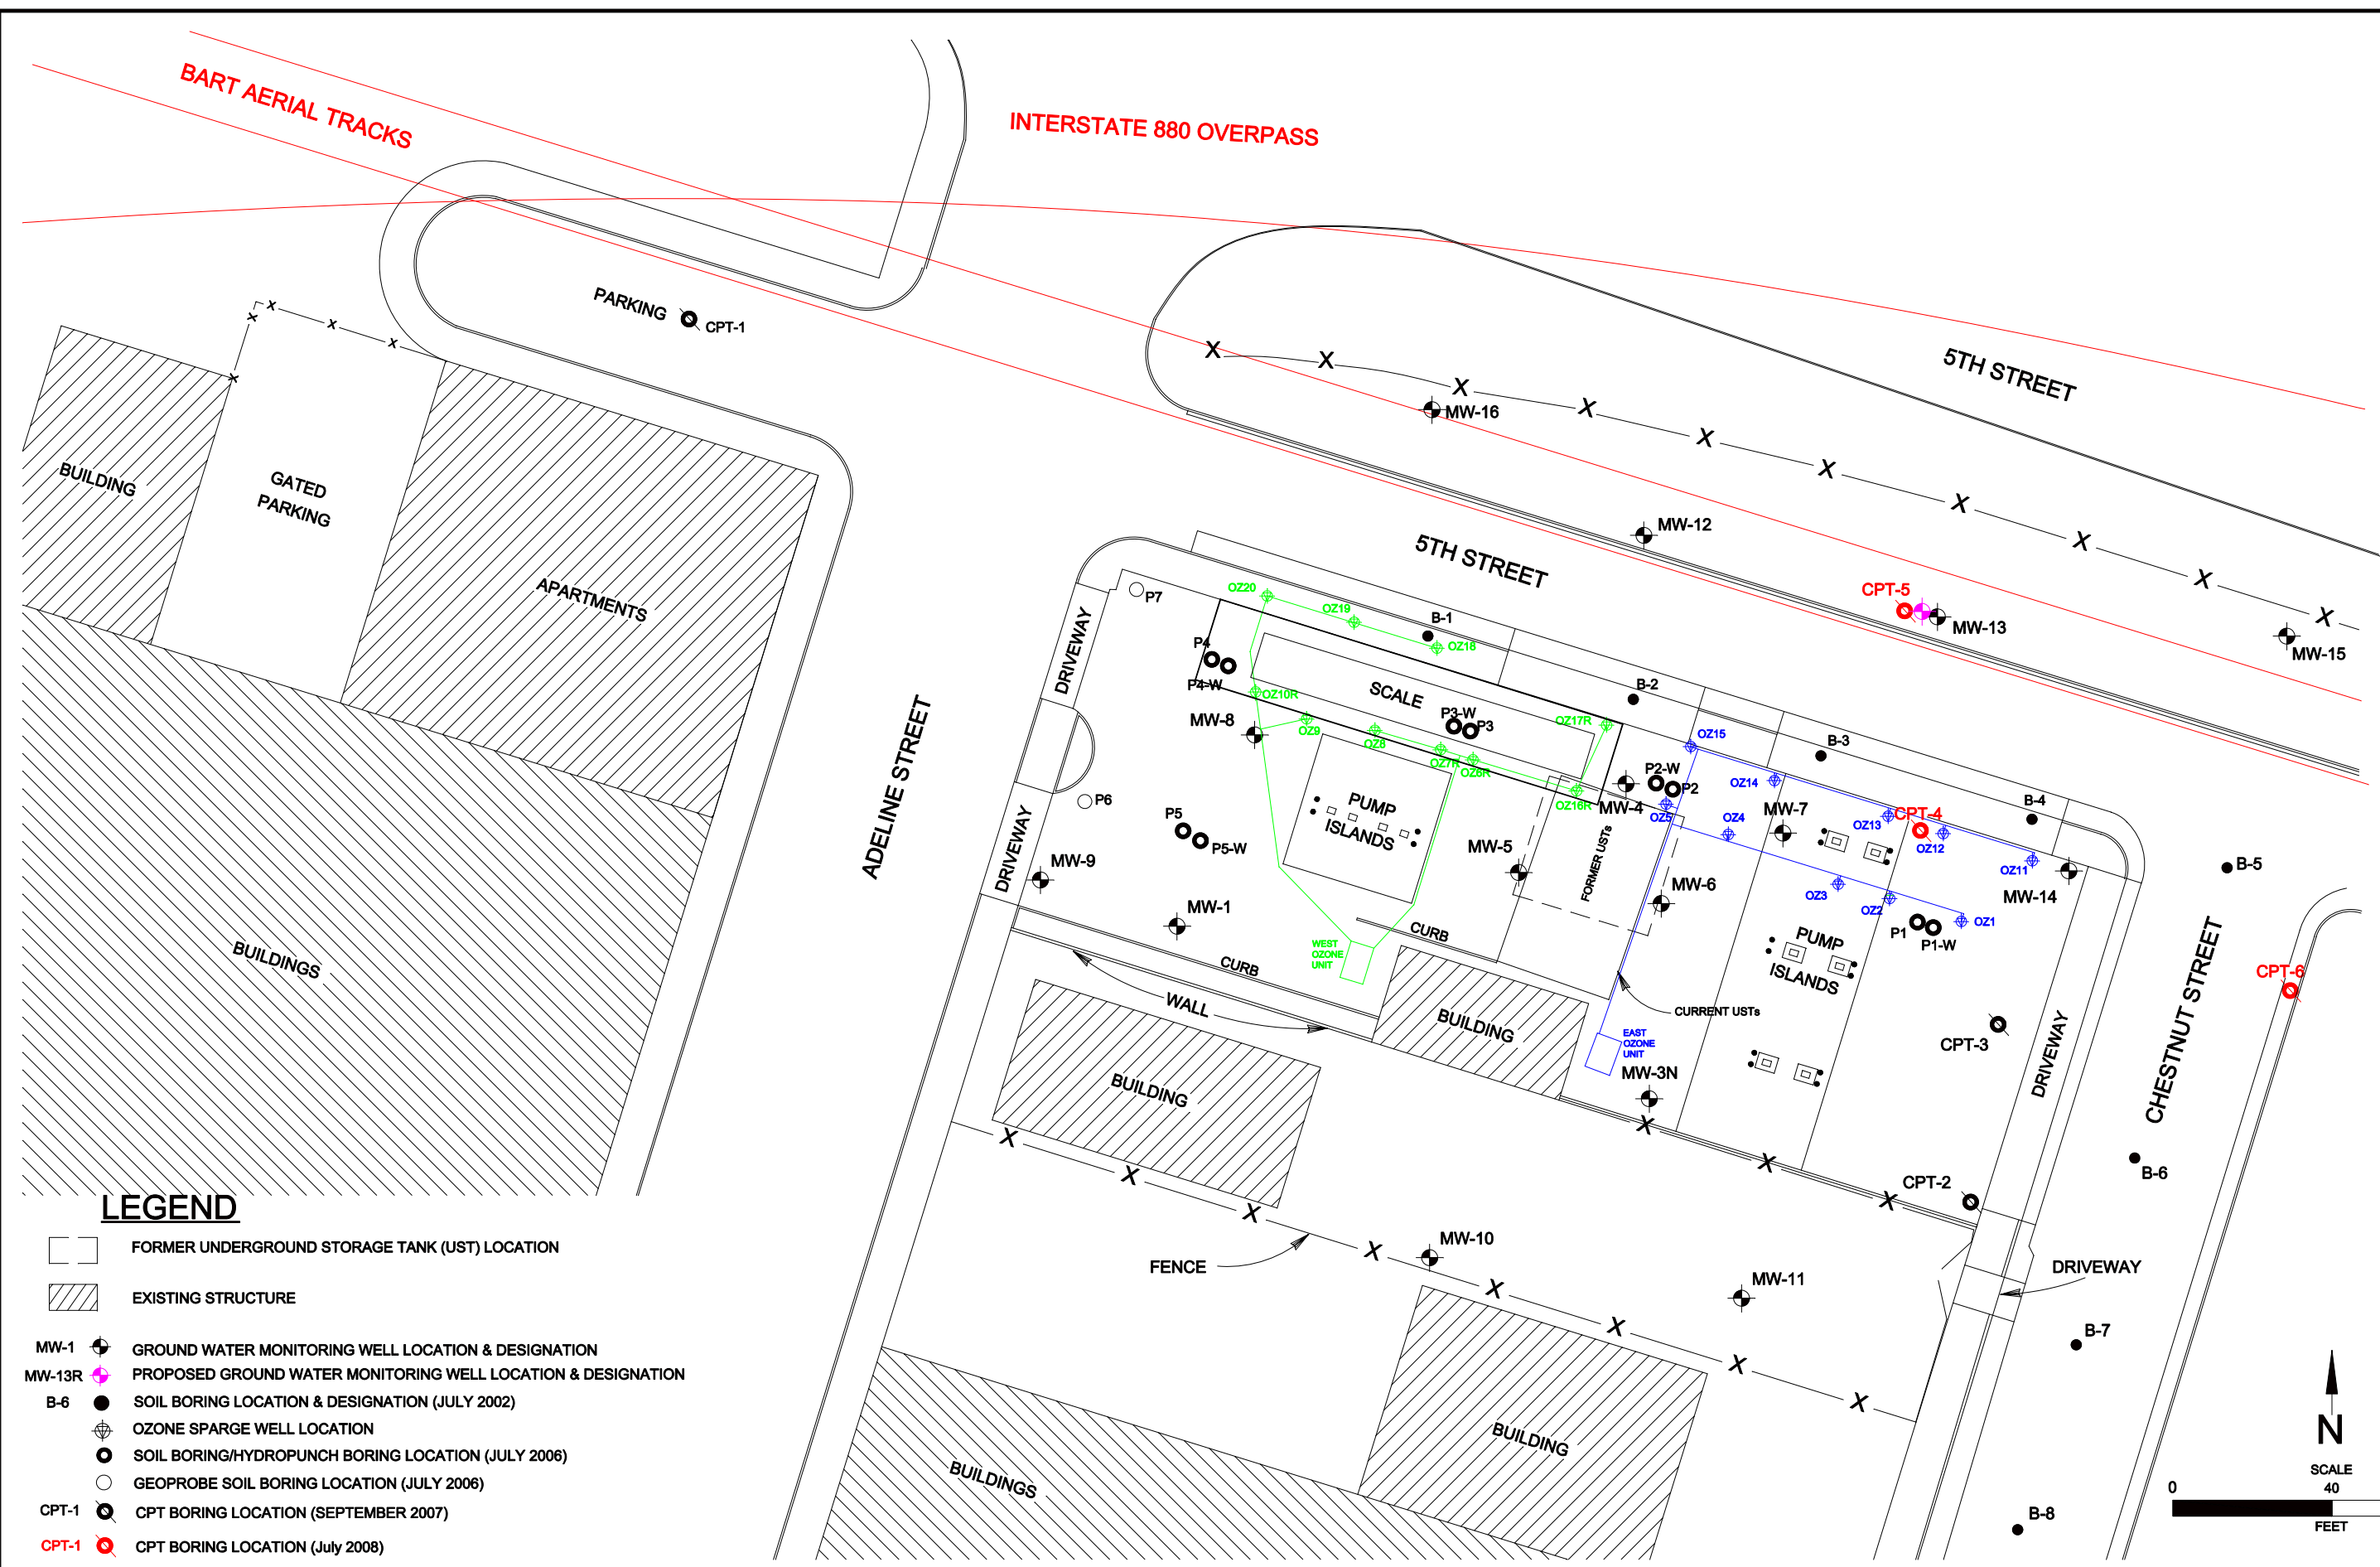 BART AERIAL TRACKS
INTERSTATE 880 OVERPASS
PARKING
CPT-1
5TH STREET
MW-16
BUILDING
GATED
PARKING
APARTMENTS
MW-12
5TH STREET
CPT-5
MW-13
MW-15
P7
OZ20
OZ19
B-1
OZ18
DRIVEWAY
P4
P4-W
OZ10R
SCALE
B-2
MW-8
OZ9
OZ8
P3-W
P3
OZ7R
OZ6R
OZ17R
OZ16R
OZ15
B-3
P2-W
P2
MW-4
OZ5
OZ14
OZ4
MW-7
OZ13
CPT-4
OZ12
B-4
OZ11
MW-14
B-5
ADELINE STREET
P6
P5
P5-W
PUMP
ISLANDS
MW-5
FORMER USTs
DRIVEWAY
MW-9
MW-1
MW-6
OZ3
OZ2
OZ1
P1
P1-W
PUMP
ISLANDS
CURB
WEST
OZONE
UNIT
CURB
WALL
BUILDING
CURRENT USTs
EAST
OZONE
UNIT
CPT-3
DRIVEWAY
CHESTNUT STREET
CPT-6
BUILDINGS
BUILDING
MW-3N
B-6
CPT-2
MW-10
FENCE
MW-11
DRIVEWAY
B-7
BUILDING
BUILDINGS
B-8
N
SCALE
0
40
FEET
LEGEND
FORMER UNDERGROUND STORAGE TANK (UST) LOCATION
EXISTING STRUCTURE
MW-1 GROUND WATER MONITORING WELL LOCATION & DESIGNATION
MW-13R PROPOSED GROUND WATER MONITORING WELL LOCATION & DESIGNATION
B-6 SOIL BORING LOCATION & DESIGNATION (JULY 2002)
OZONE SPARGE WELL LOCATION
SOIL BORING/HYDROPUNCH BORING LOCATION (JULY 2006)
GEOPROBE SOIL BORING LOCATION (JULY 2006)
CPT-1 CPT BORING LOCATION (SEPTEMBER 2007)
CPT-1 CPT BORING LOCATION (July 2008)